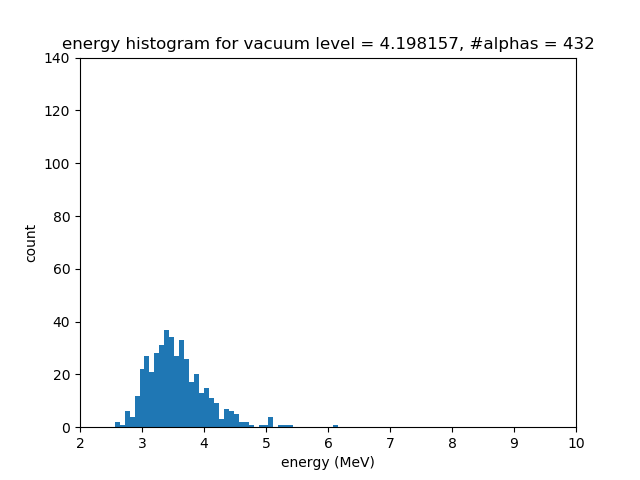 energy histogram for vacuum level = 4.198157, #alphas = 432
140
120
100
80
60
40
20
0
count
2 3 4 5 6 7 8 9 10
energy (MeV)